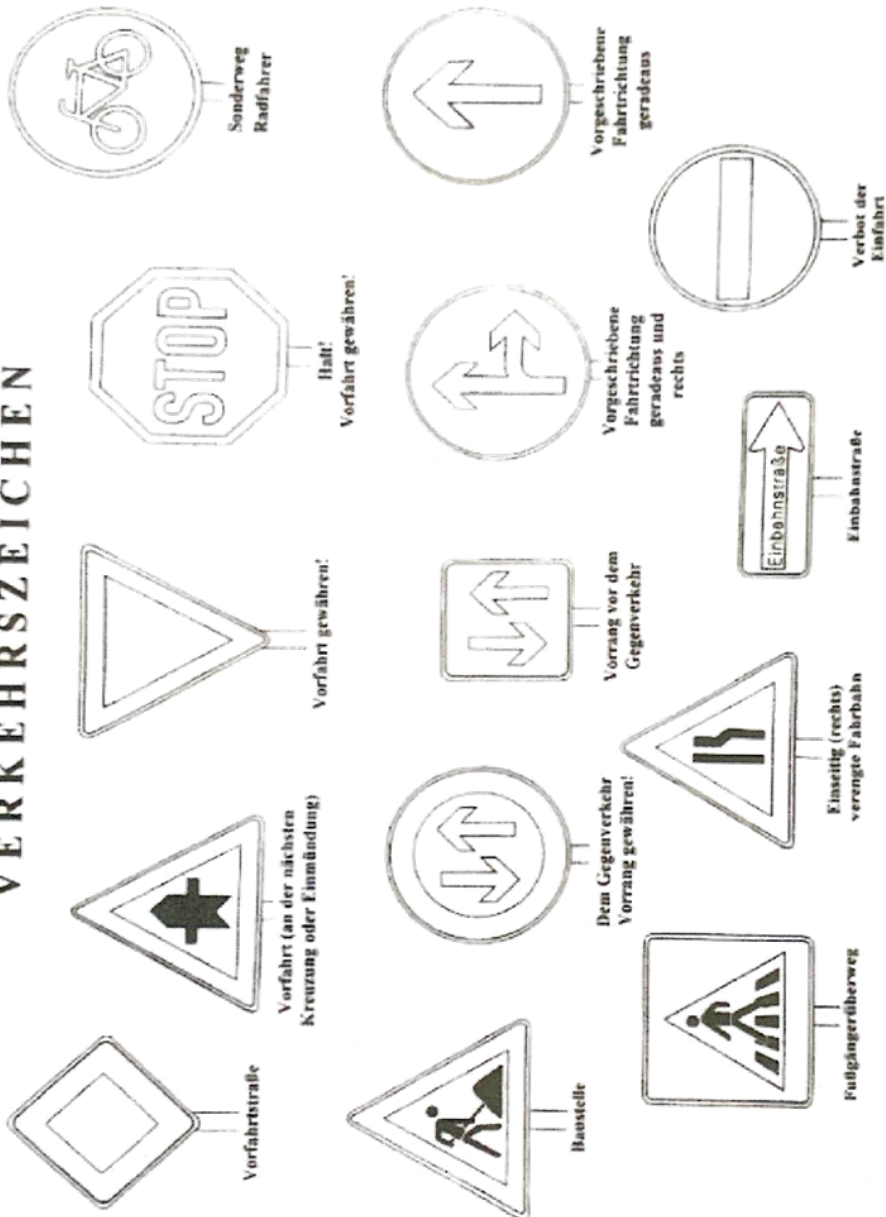 VERKEHRSZEICHEN
Vorfahrtstraße
Vorfahrt (an der nächsten
Kreuzung oder Einmündung)
Vorfahrt gewähren!
STOP
Halt!
Vorfahrt gewähren!
Sonderweg
Radfahrer
Baustelle
Dem Gegenverkehr
Vorrang gewähren!
Vorrang vor dem
Gegenverkehr
Vorgeschriebene
Fahrtrichtung
geradeaus und
rechts
Vorgeschriebene
Fahrtrichtung
geradeaus
Fußgängerüberweg
Einseitig (rechts)
verengte Fahrbahn
Einbahnstraße
Einbahnstraße
Verbot der
Einfahrt